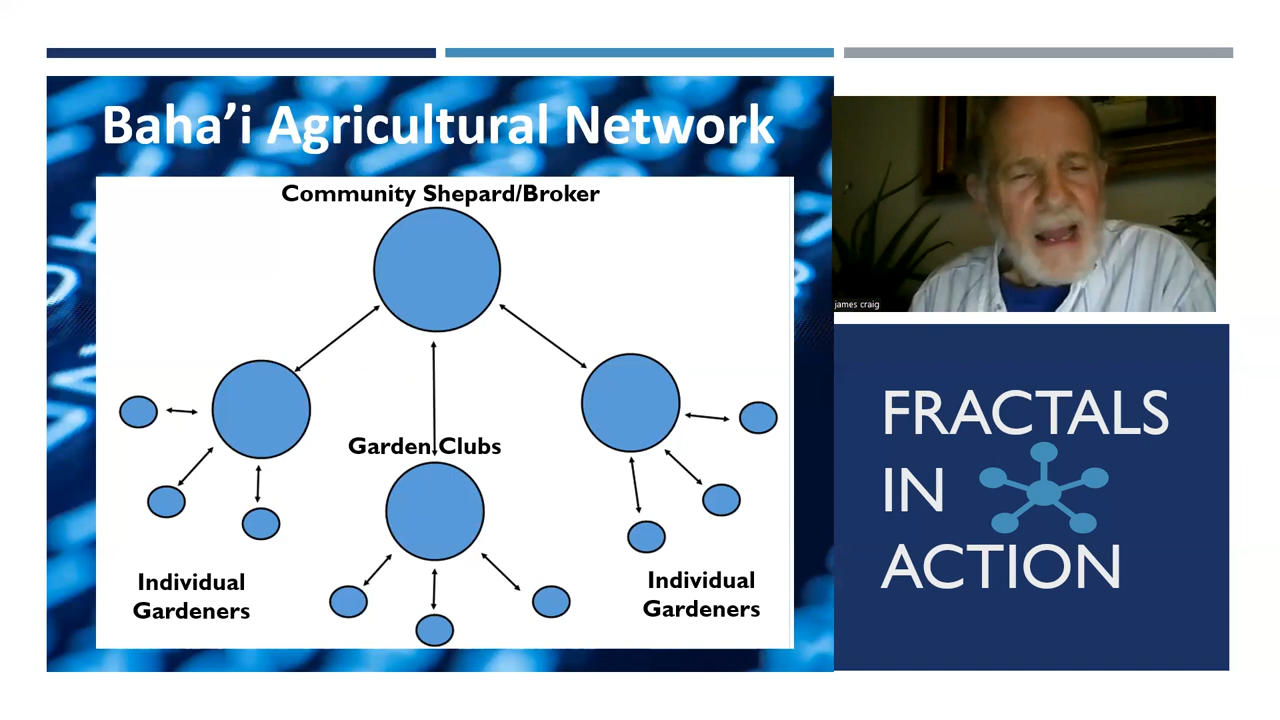 Baha’i Agricultural Network
Community Shepard/Broker
Garden Clubs
Individual
Gardeners
Individual
Gardeners
james craig
FRACTALS
IN
ACTION